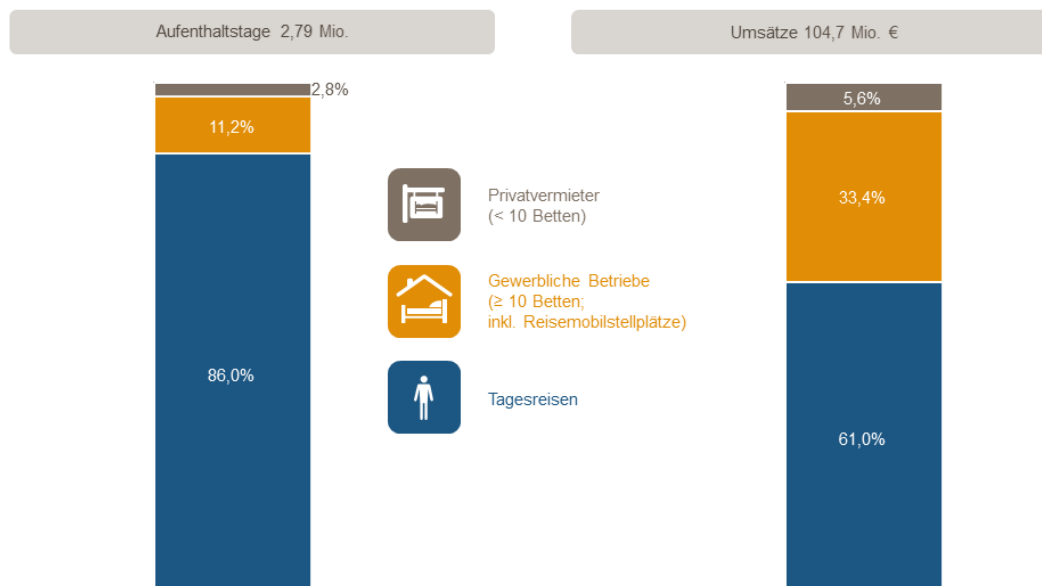 Aufenthaltstage 2,79 Mio.
Umsätze 104,7 Mio. €
2,8%
11,2%
86,0%
Privatvermieter
(< 10 Betten)
Gewerbliche Betriebe
(≥ 10 Betten;
inkl. Reisemobilstellplätze)
Tagesreisen
5,6%
33,4%
61,0%